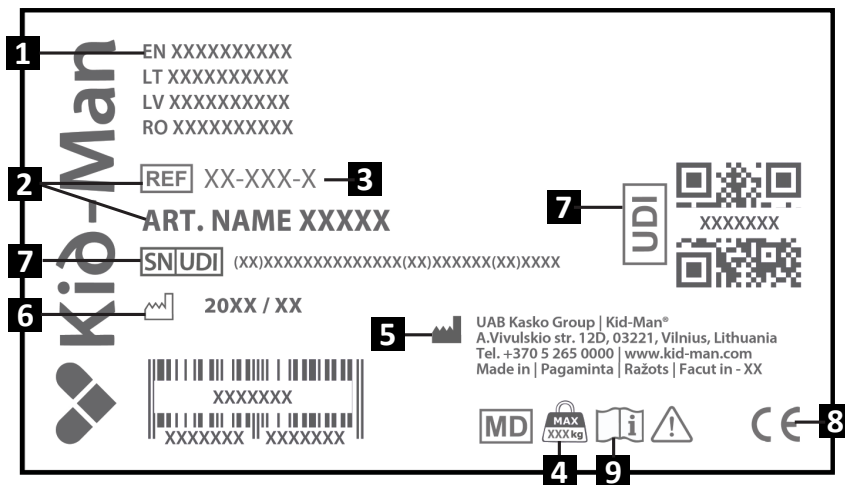 1
EN XXXXXXXXXX
LT XXXXXXXXXX
LV XXXXXXXXXX
RO XXXXXXXXXX
Kid-Man
2
REF XX-XXX-X
3
ART. NAME XXXXX
7
SN UDI (XX)XXXXXXXXXXXXXX(XX)XXXXXX(XX)XXXX
6
20XX / XX
7
UDI
XXXXXXX
5
UAB Kasko Group | Kid-Man®
A.Vivulskio str. 12D, 03221, Vilnius, Lithuania
Tel. +370 5 265 0000 | www.kid-man.com
Made in | Pagaminta | Ražots | Facut in - XX
XXXXXXX
XXXXXXX XXXXXXX
MD
MAX
XXX kg
i
!
CE
8
4
9